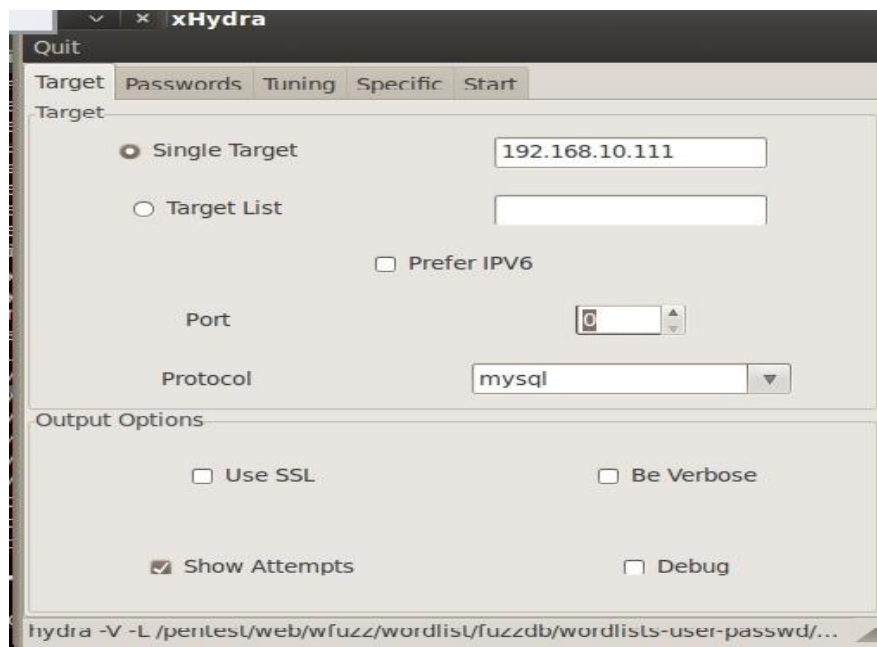 xHydra
Quit
Target Passwords Tuning Specific Start
Target
Single Target 192.168.10.111
Target List
Prefer IPV6
Port 0
Protocol mysql
Output Options
Use SSL Be Verbose
Show Attempts Debug
hydra -V -L /pentest/web/wfuzz/wordlist/fuzzdb/wordlists-user-passwd/...